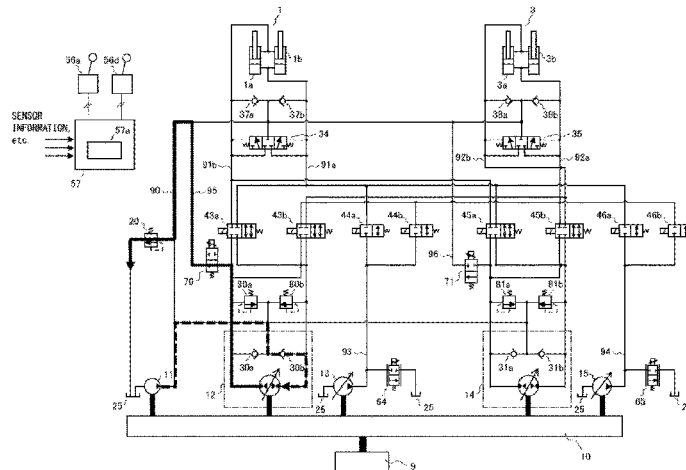 1
3
56a
56d
1b
1a
3b
3a
SENSOR
INFORMATION,
etc.
57a
57
37a
37b
34
38a
38b
35
91b
91a
92b
92a
90
95
20
43a
43b
44a
44b
45a
45b
46a
46b
70
96
71
80a
80b
81a
81b
11
30a
30b
13
93
31a
31b
15
94
25
12
25
64
25
14
25
65
2
10
9